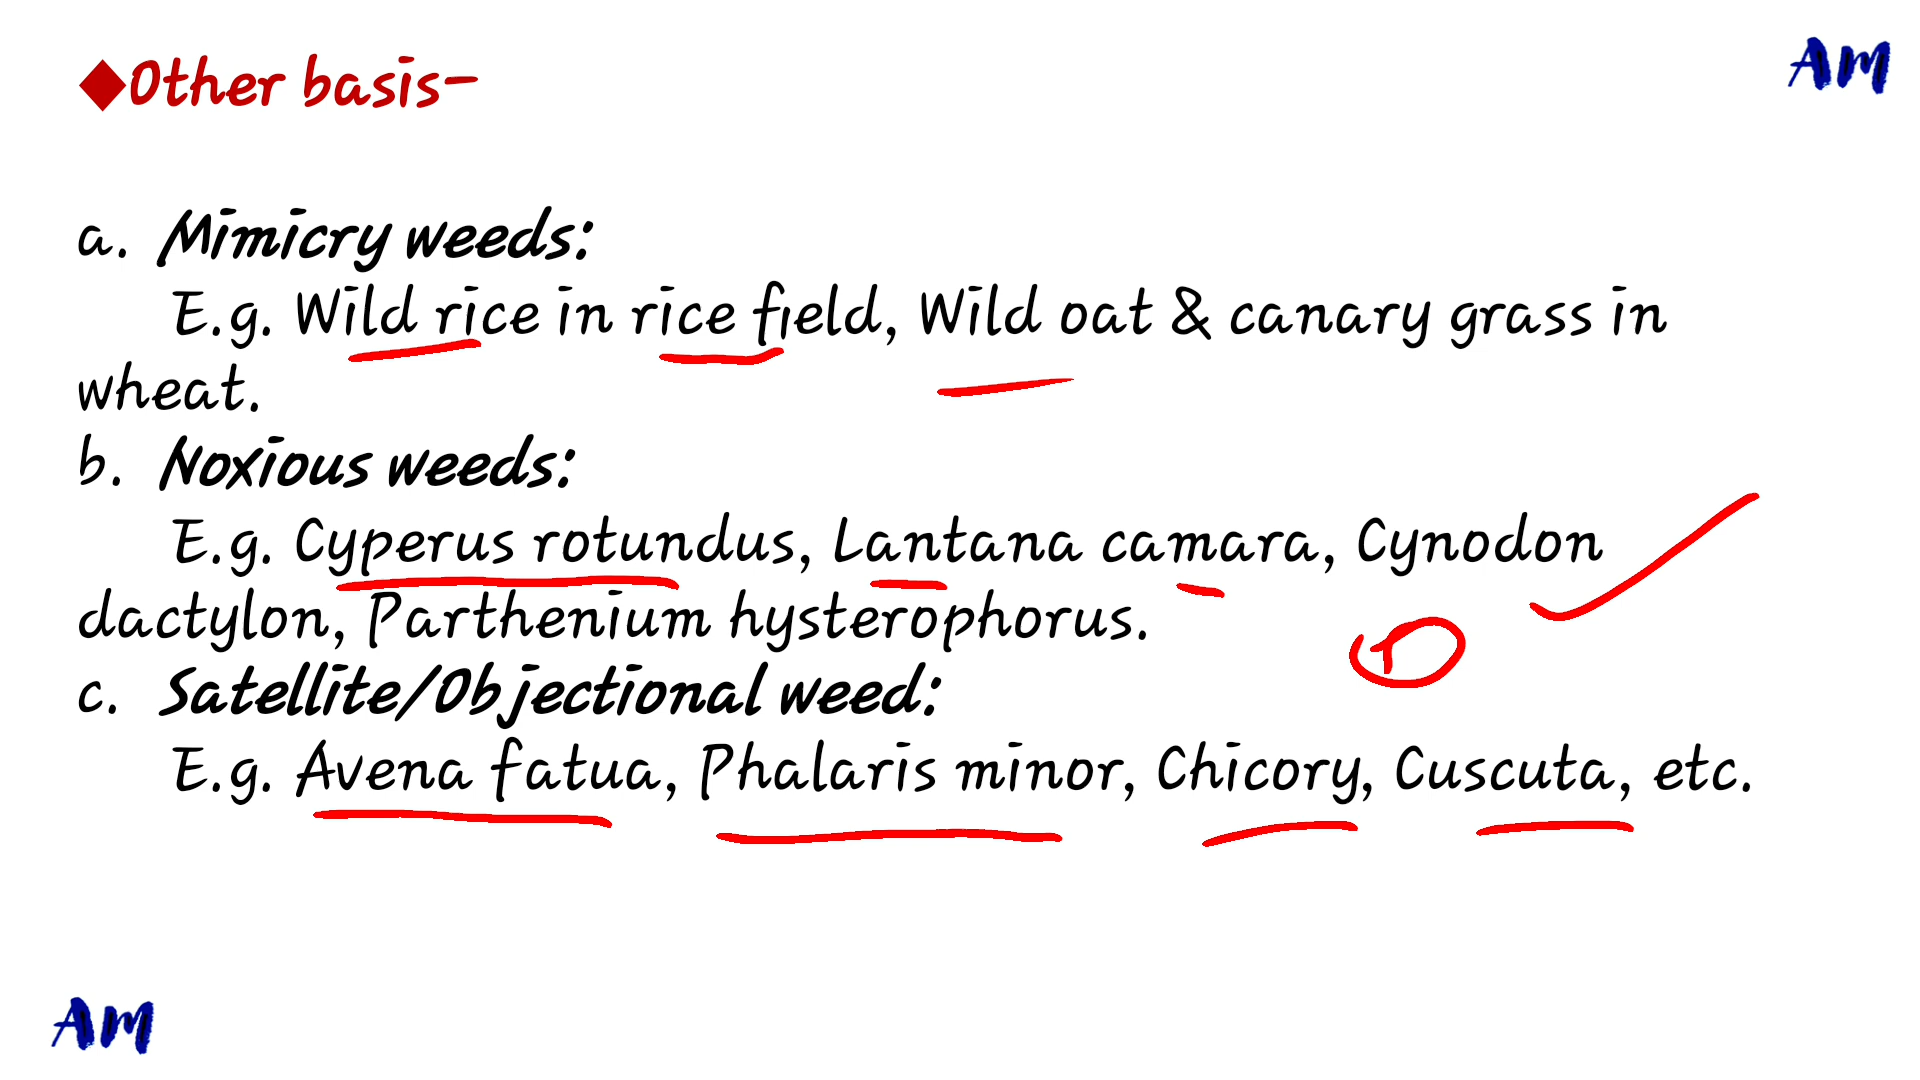 ◆Other basis-
AM
a. Mimicry weeds:
E.g. Wild rice in rice field, Wild oat & canary grass in
wheat.
b. Noxious weeds:
E.g. Cyperus rotundus, Lantana camara, Cynodon
dactylon, Parthenium hysterophorus.
c. Satellite/Objectional weed:
E.g. Avena fatua, Phalaris minor, Chicory, Cuscuta, etc.
AM